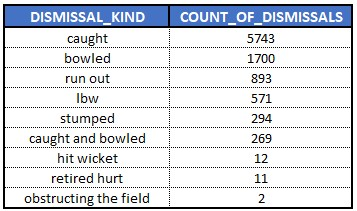 DISMISSAL_KIND COUNT_OF_DISMISSALS
caught 5743
bowled 1700
run out 893
lbw 571
stumped 294
caught and bowled 269
hit wicket 12
retired hurt 11
obstructing the field 2